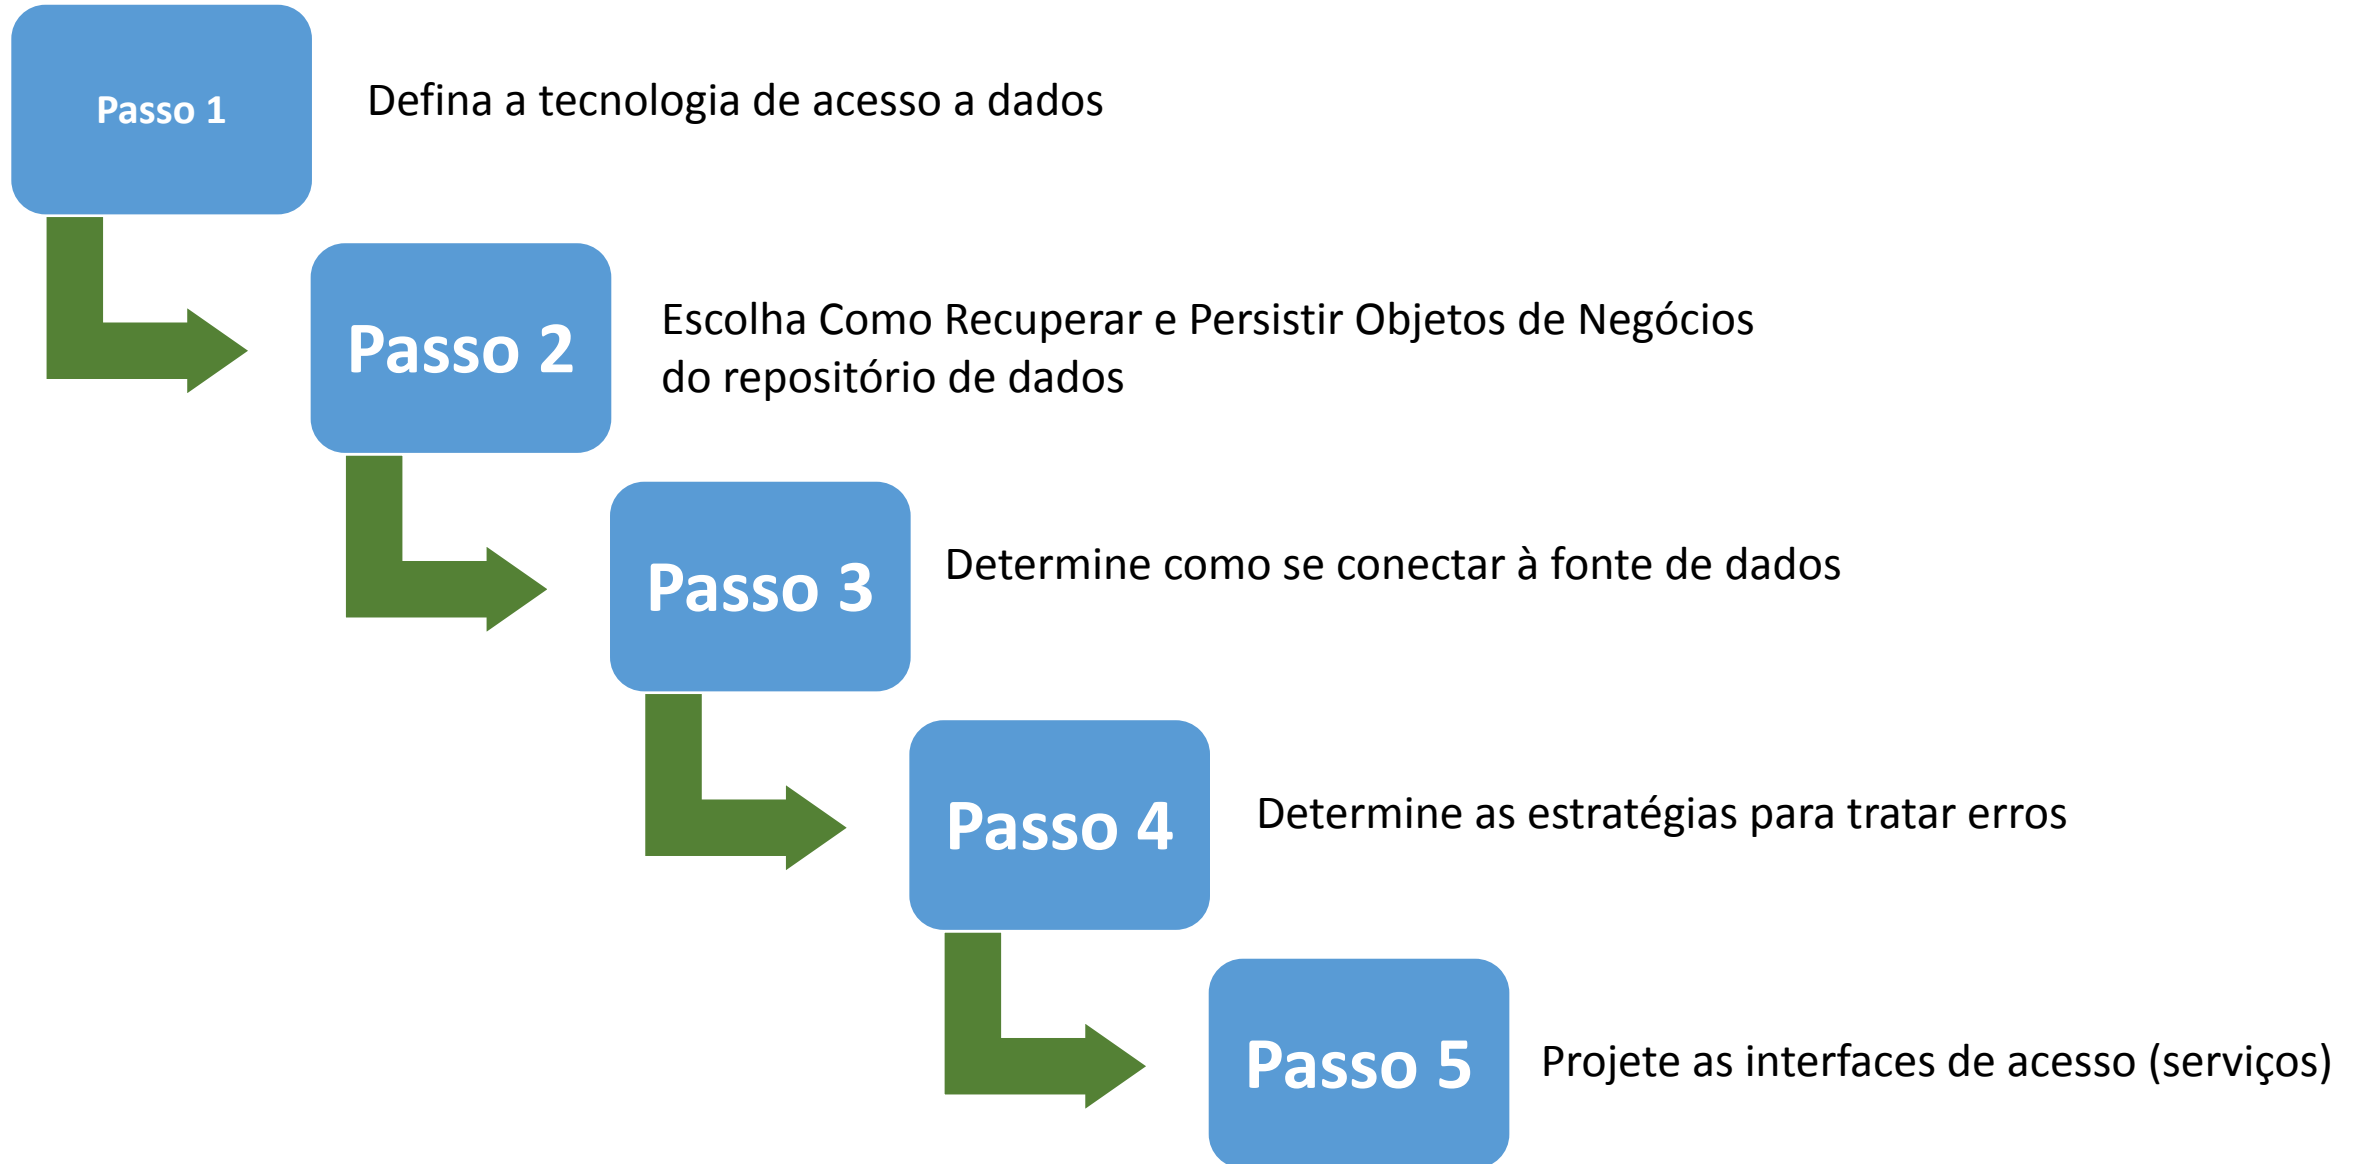 Passo 1
Defina a tecnologia de acesso a dados
Passo 2
Escolha Como Recuperar e Persistir Objetos de Negócios
do repositório de dados
Passo 3
Determine como se conectar à fonte de dados
Passo 4
Determine as estratégias para tratar erros
Passo 5
Projete as interfaces de acesso (serviços)